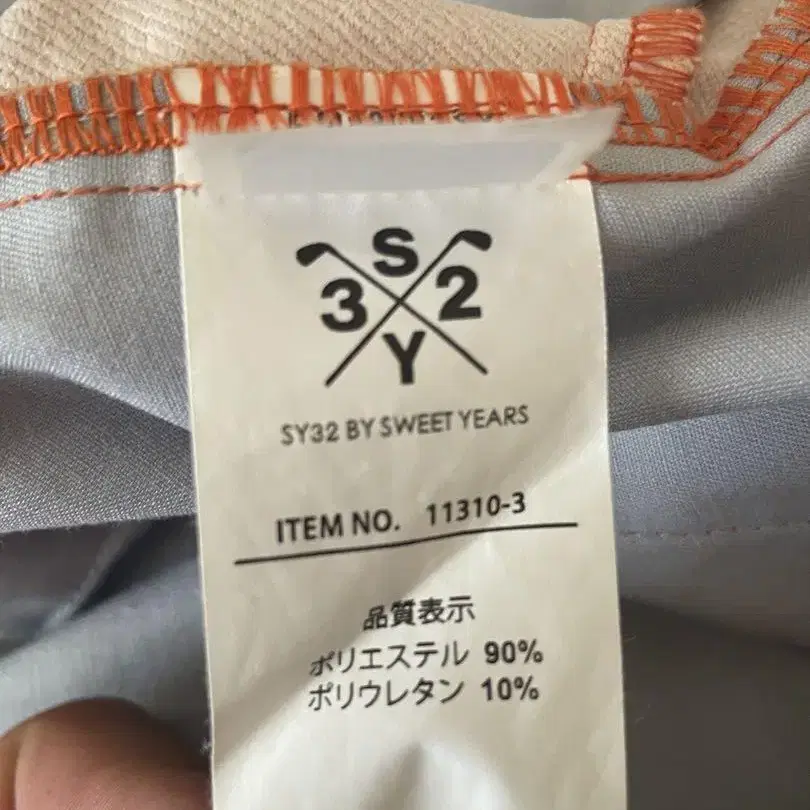 S
3 2
Y
SY32 BY SWEET YEARS
ITEM NO. 11310-3
品質表示
ポリエステル 90%
ポリウレタン 10%